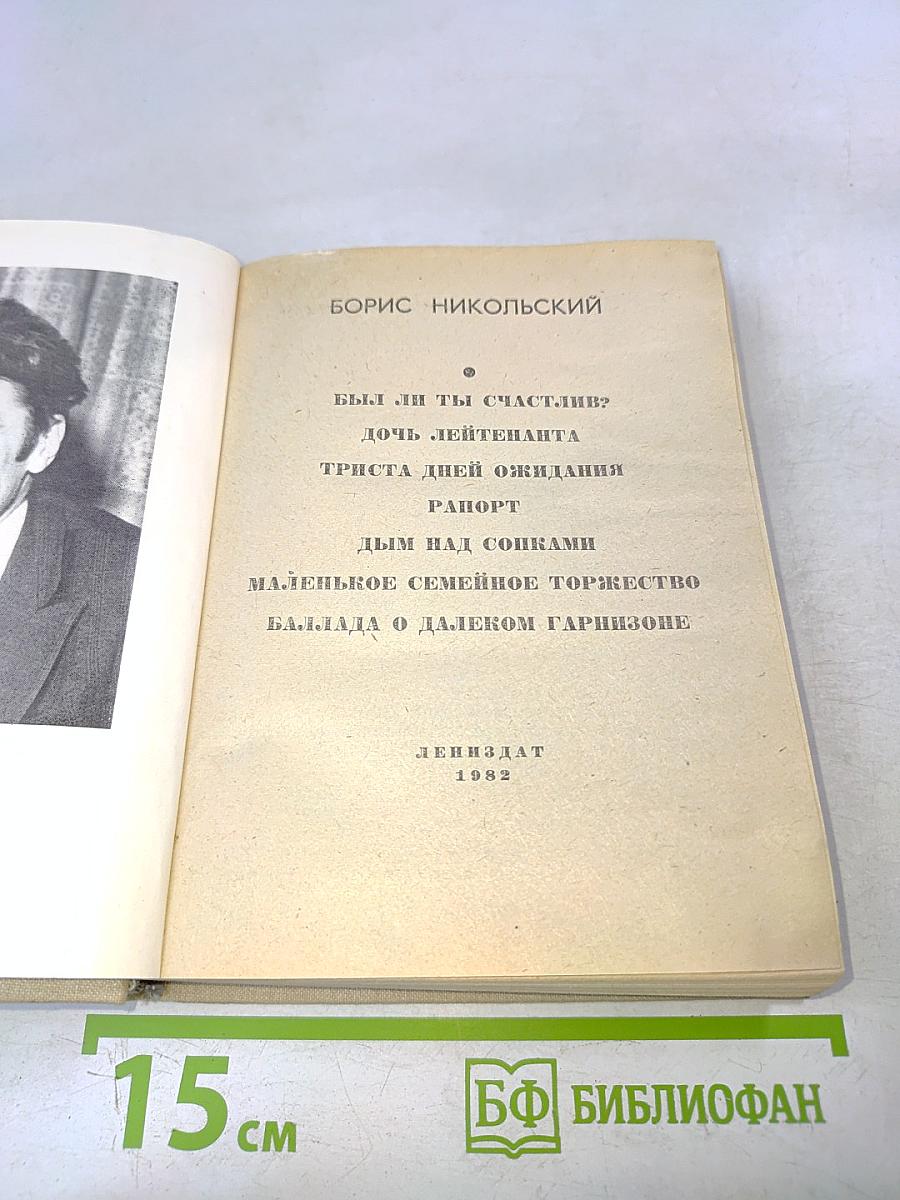 БОРИС НИКОЛЬСКИЙ
БЫЛ ЛИ ТЫ СЧАСТЛИВ?
ДОЧЬ ЛЕЙТЕНАНТА
ТРИСТА ДНЕЙ ОЖИДАНИЯ
РАПОРТ
ДЫМ НАД СОПКАМИ
МАЛЕНЬКОЕ СЕМЕЙНОЕ ТОРЖЕСТВО
БАЛЛАДА О ДАЛЕКОМ ГАРНИЗОНЕ
ЛЕНИЗДАТ
1982
15 см
БФ БИБЛИОФАН